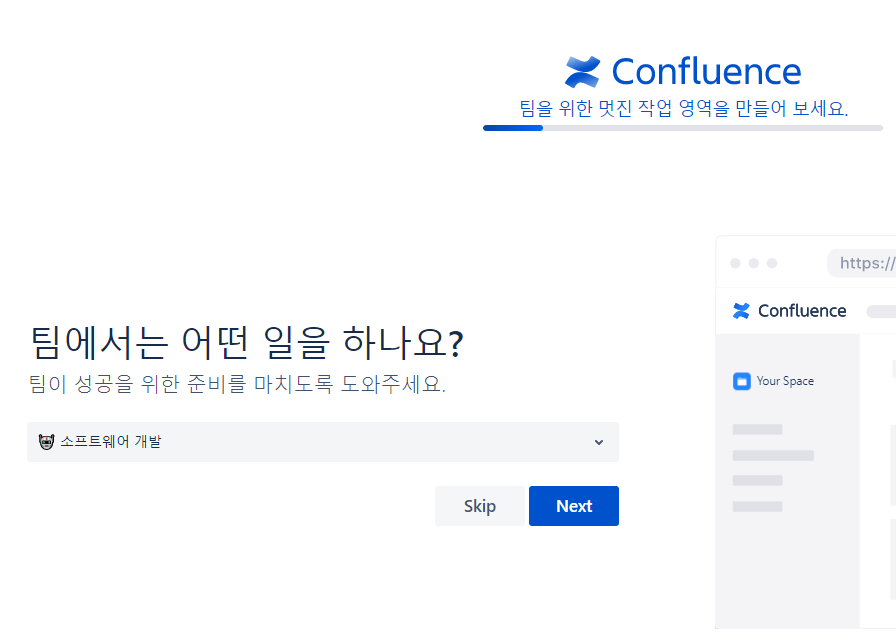 Confluence
팀을 위한 멋진 작업 영역을 만들어 보세요.
https://
Confluence
팀에서는 어떤 일을 하나요?
팀이 성공을 위한 준비를 마치도록 도와주세요.
Your Space
소프트웨어 개발
Skip Next